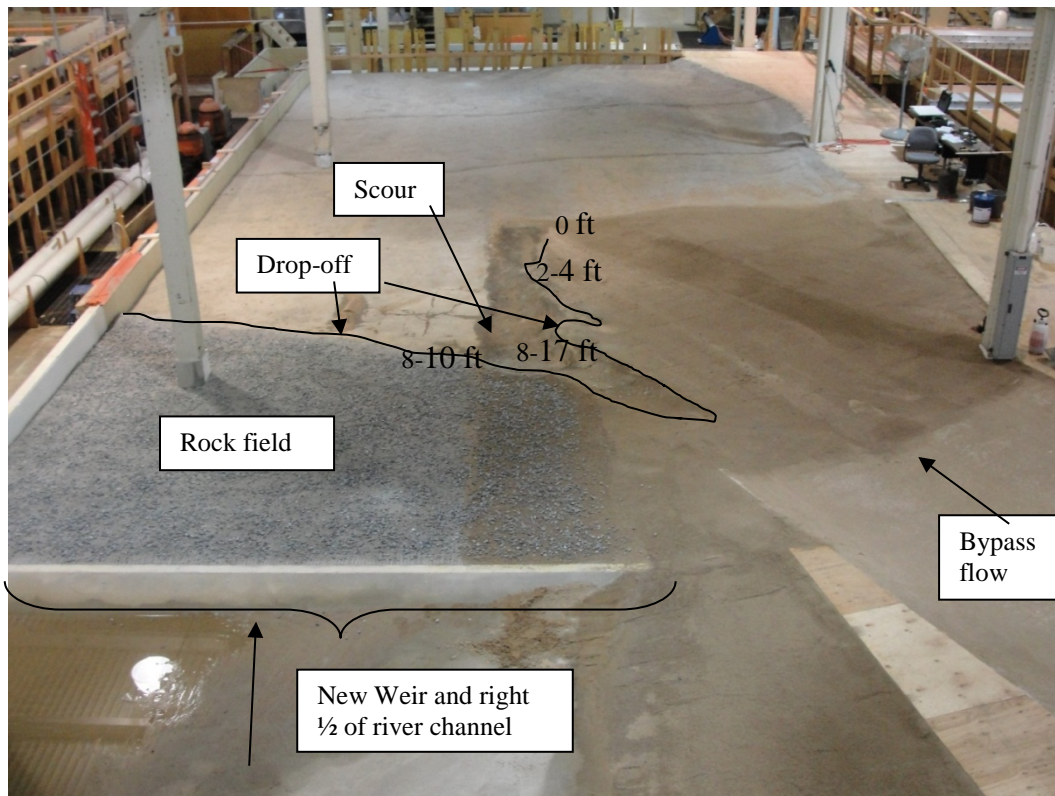 Scour
0 ft
Drop-off
2-4 ft
8-10 ft
8-17 ft
Rock field
Bypass
flow
New Weir and right
½ of river channel